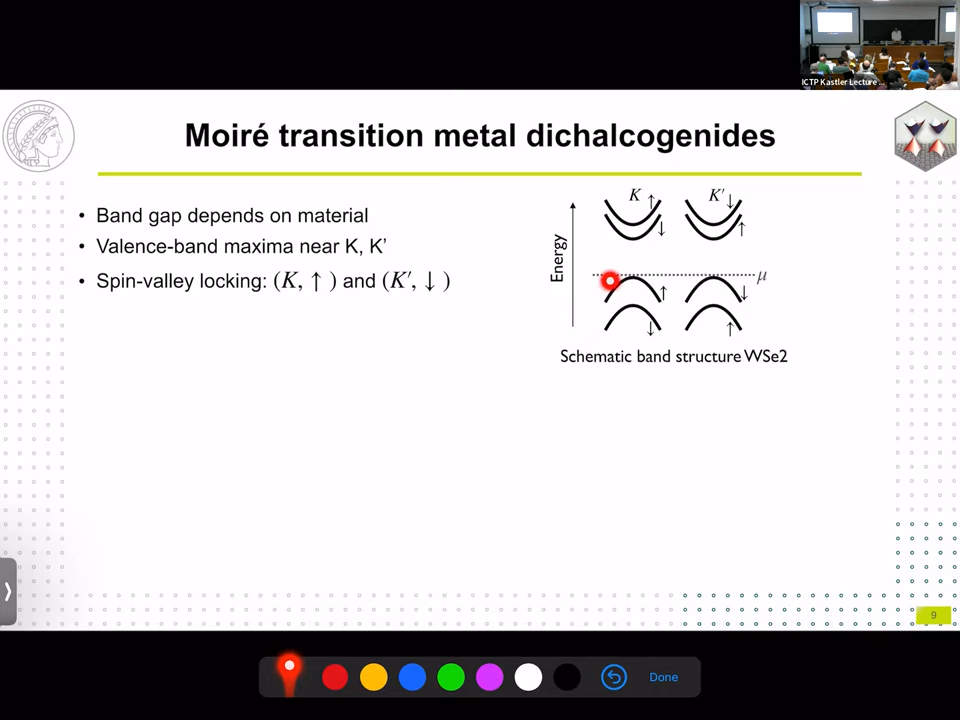 ICTP Kastler Lecture ...
Moiré transition metal dichalcogenides
• Band gap depends on material
• Valence-band maxima near K, K’
• Spin-valley locking: (K, ↑ ) and (K′, ↓ )
K ↑ K′ ↓
↓ ↑
Energy
μ
↑ ↓
↓ ↑
Schematic band structure WSe2
9
Done